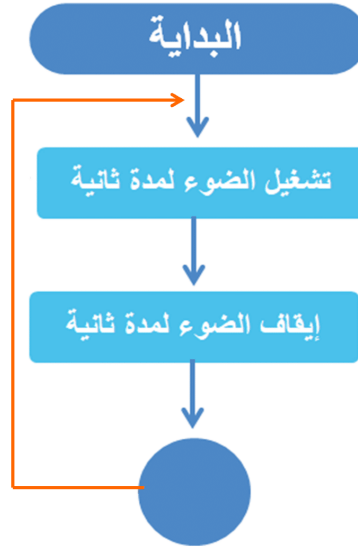 البداية
تشغيل الضوء لمدة ثانية
إيقاف الضوء لمدة ثانية